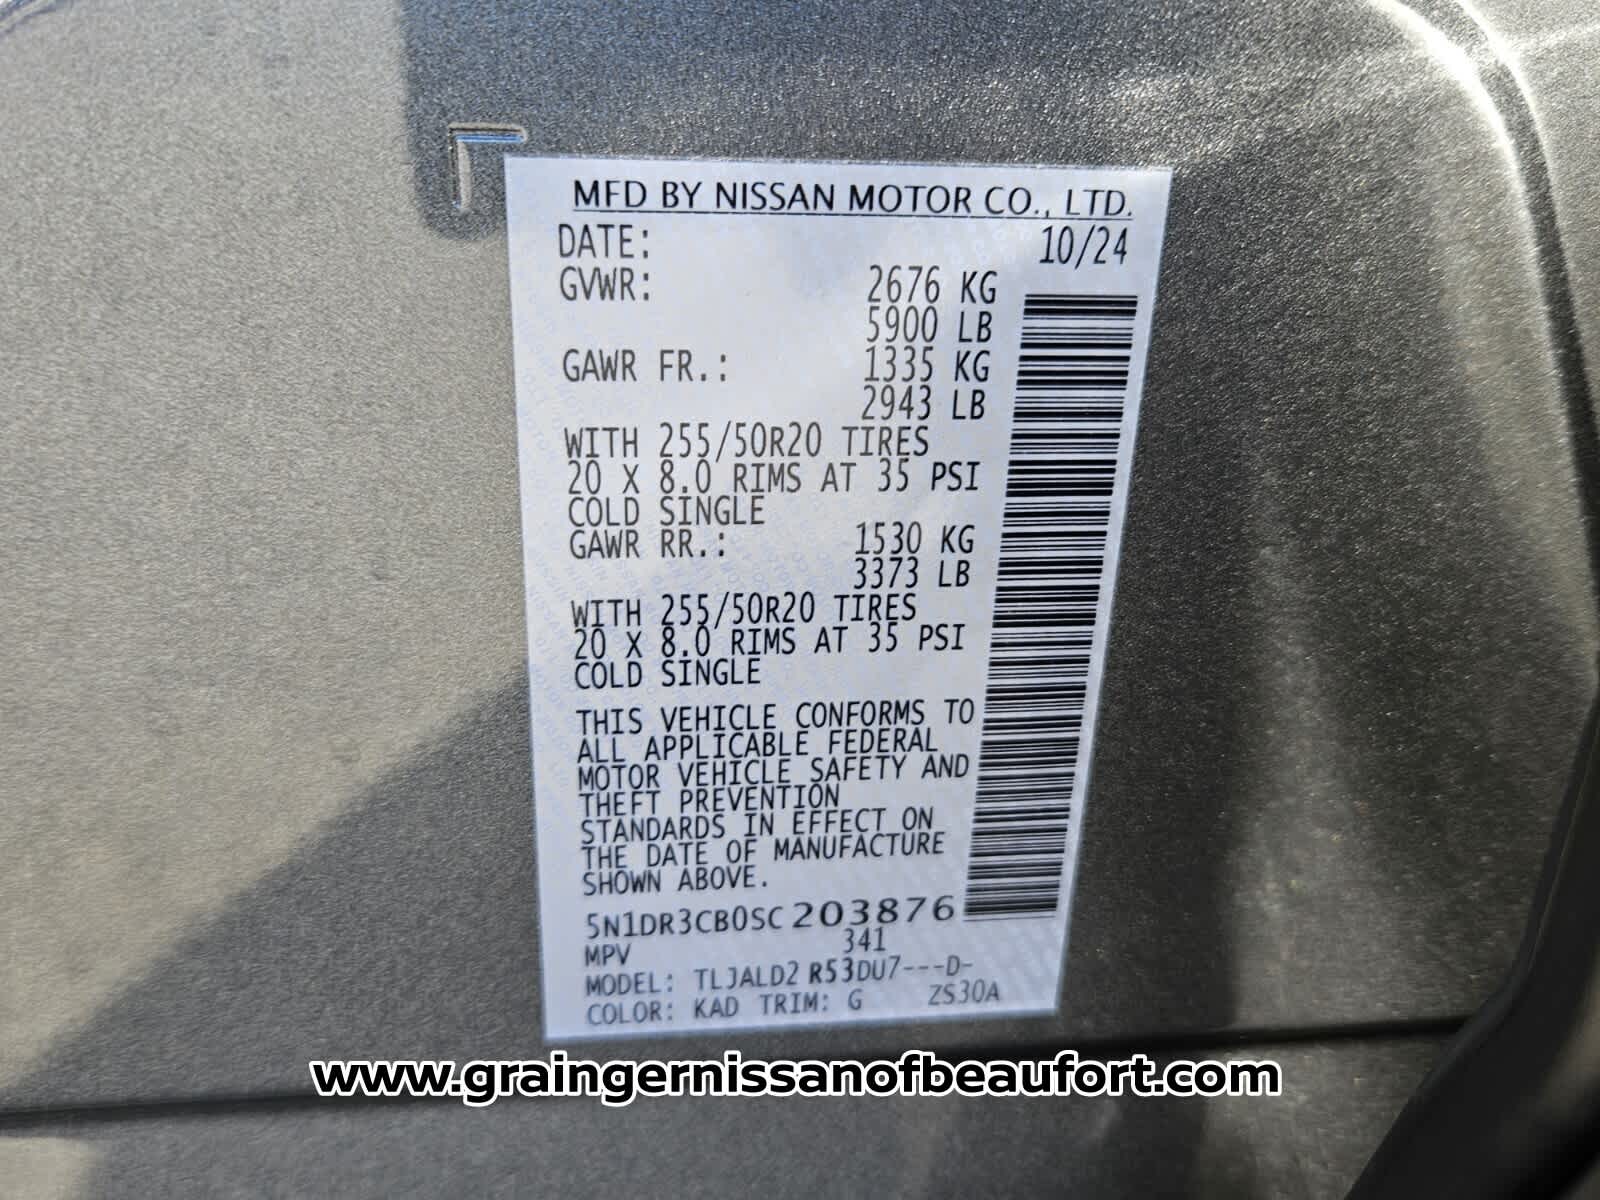 MFD BY NISSAN MOTOR CO., LTD.
DATE: 10/24
GVWR: 2676 KG
5900 LB
GAWR FR.: 1335 KG
2943 LB
WITH 255/50R20 TIRES
20 X 8.0 RIMS AT 35 PSI
COLD SINGLE
GAWR RR.: 1530 KG
3373 LB
WITH 255/50R20 TIRES
20 X 8.0 RIMS AT 35 PSI
COLD SINGLE
THIS VEHICLE CONFORMS TO
ALL APPLICABLE FEDERAL
MOTOR VEHICLE SAFETY AND
THEFT PREVENTION
STANDARDS IN EFFECT ON
THE DATE OF MANUFACTURE
SHOWN ABOVE.
5N1DR3CB0SC203876
MPV 341
MODEL: TLJALD2 R53DU7---D-
COLOR: KAD TRIM: G ZS30A
www.graingernissanofbeaufort.com